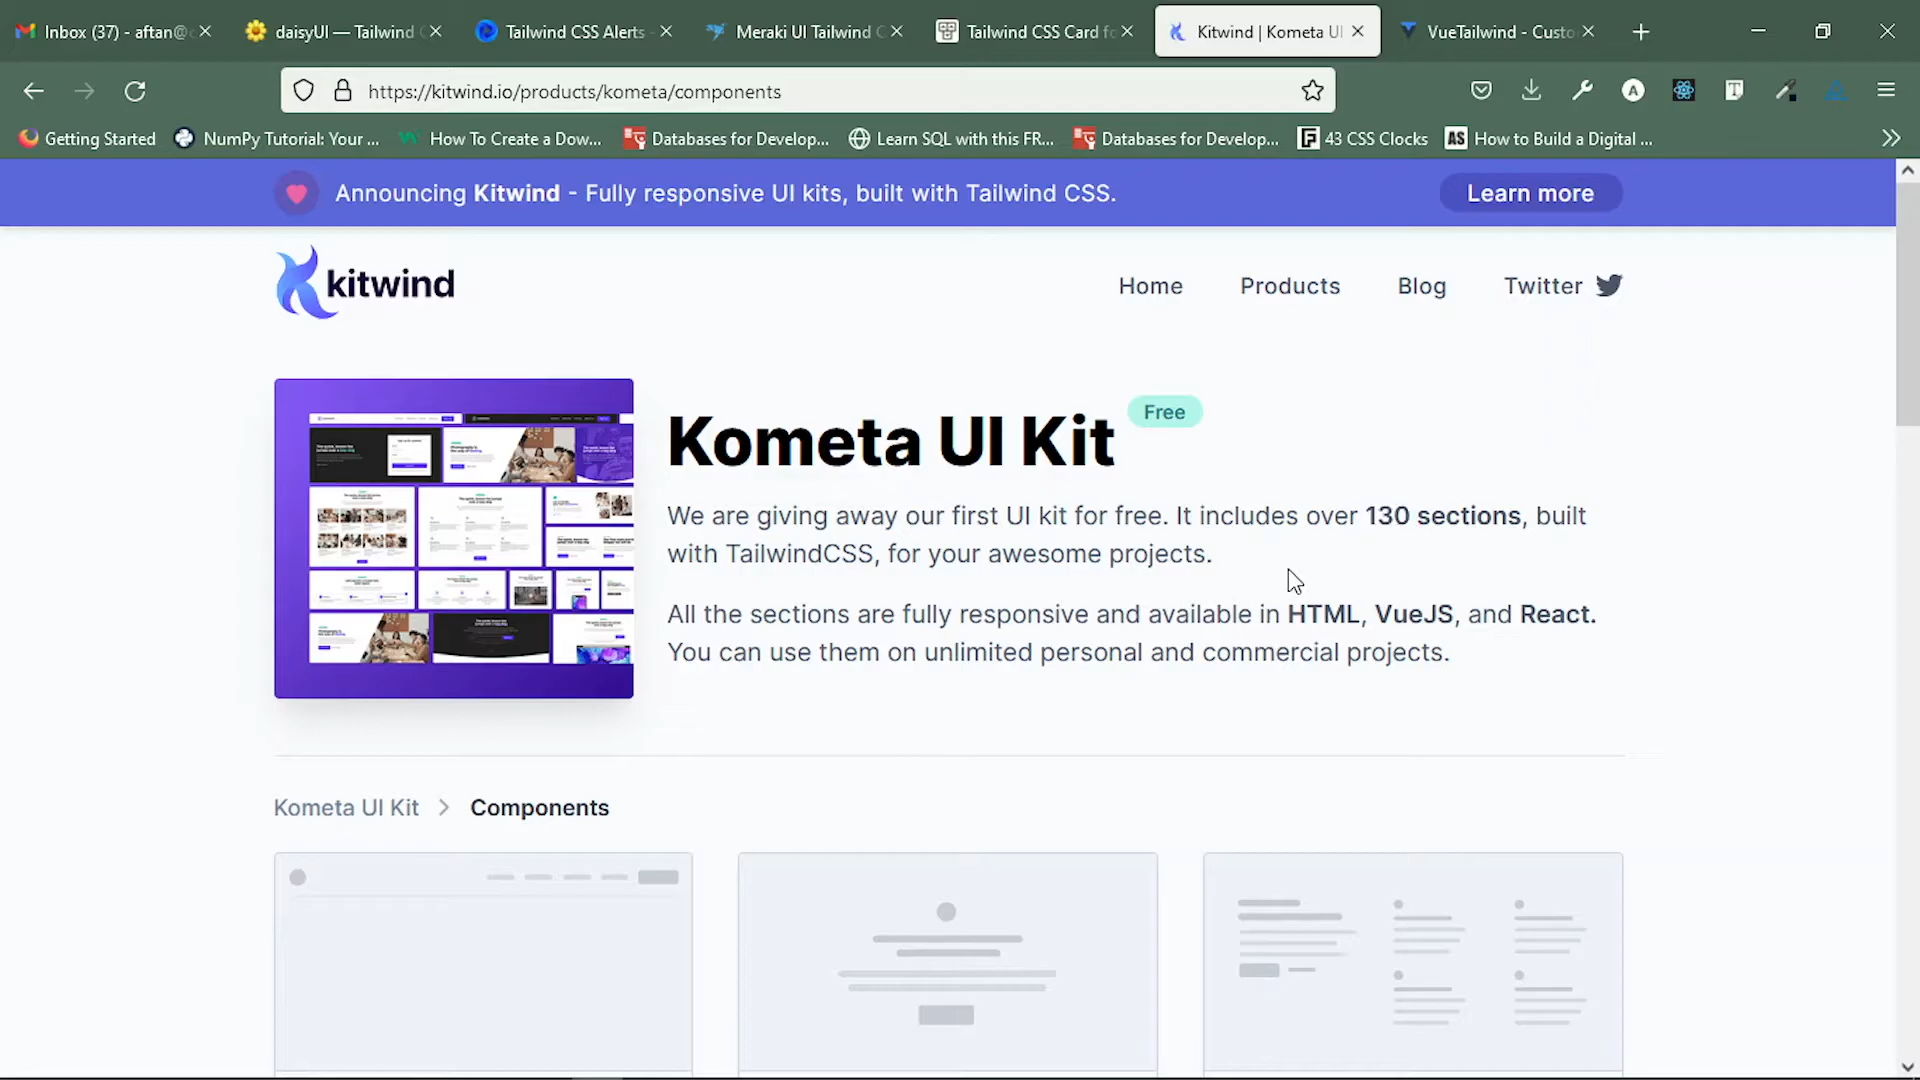 Inbox (37) - aftan@
daisyUI — Tailwind C
Tailwind CSS Alerts -
Meraki UI Tailwind C
Tailwind CSS Card fo
Kitwind | Kometa UI
VueTailwind - Custo
https://kitwind.io/products/kometa/components
Getting Started
NumPy Tutorial: Your ...
How To Create a Dow...
Databases for Develop...
Learn SQL with this FR...
Databases for Develop...
43 CSS Clocks
AS
How to Build a Digital ...
Announcing Kitwind - Fully responsive UI kits, built with Tailwind CSS.
Learn more
kitwind
Home
Products
Blog
Twitter
Kometa UI Kit
Free
We are giving away our first UI kit for free. It includes over 130 sections, built
with TailwindCSS, for your awesome projects.
All the sections are fully responsive and available in HTML, VueJS, and React.
You can use them on unlimited personal and commercial projects.
Kometa UI Kit
Components